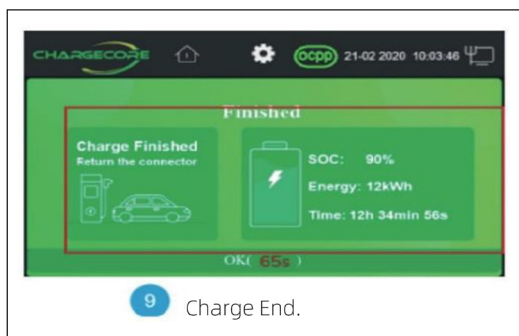 CHARGECORE
ocpp 21-02 2020 10:03:46
Finished
Charge Finished
Return the connector
SOC: 90%
Energy: 12kWh
Time: 12h 34min 56s
OK( 65s )
9 Charge End.